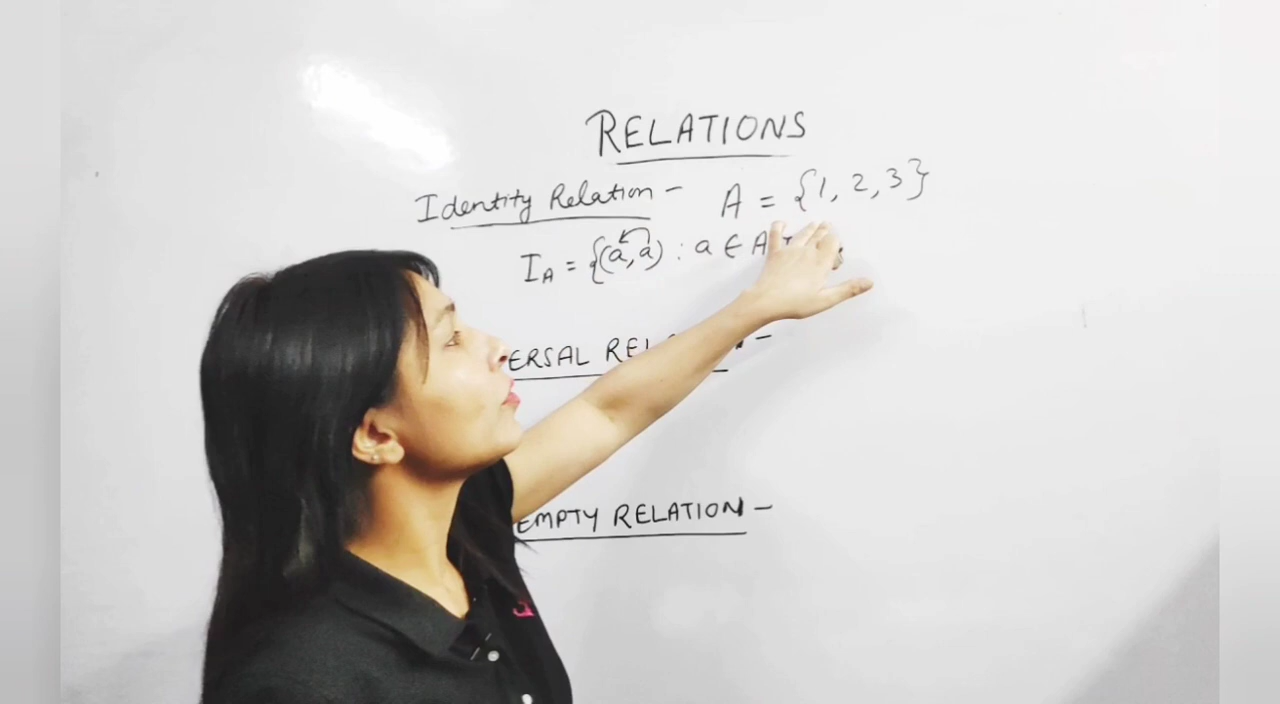 RELATIONS
Identity Relation - A = {1, 2, 3}
I_A = {(a, a) : a ∈ A
ERSAL REL N -
EMPTY RELATION -